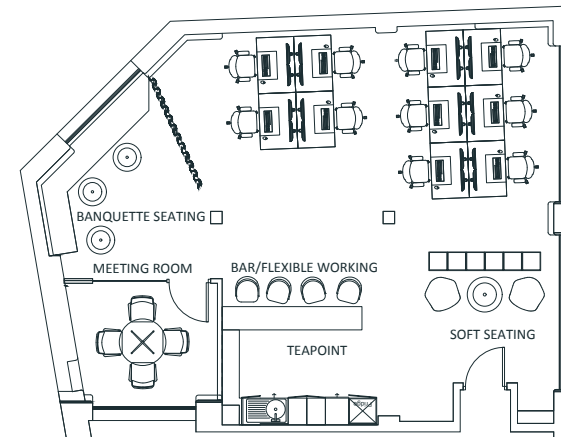 BANQUETTE SEATING
MEETING ROOM
BAR/FLEXIBLE WORKING
TEAPOINT
SOFT SEATING